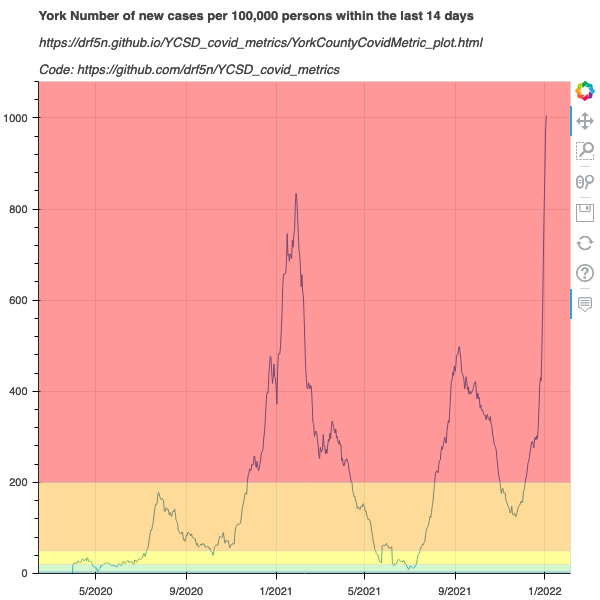 York Number of new cases per 100,000 persons within the last 14 days
https://drf5n.github.io/YCSD_covid_metrics/YorkCountyCovidMetric_plot.html
Code: https://github.com/drf5n/YCSD_covid_metrics
1000
800
600
400
200
0
5/2020 9/2020 1/2021 5/2021 9/2021 1/2022